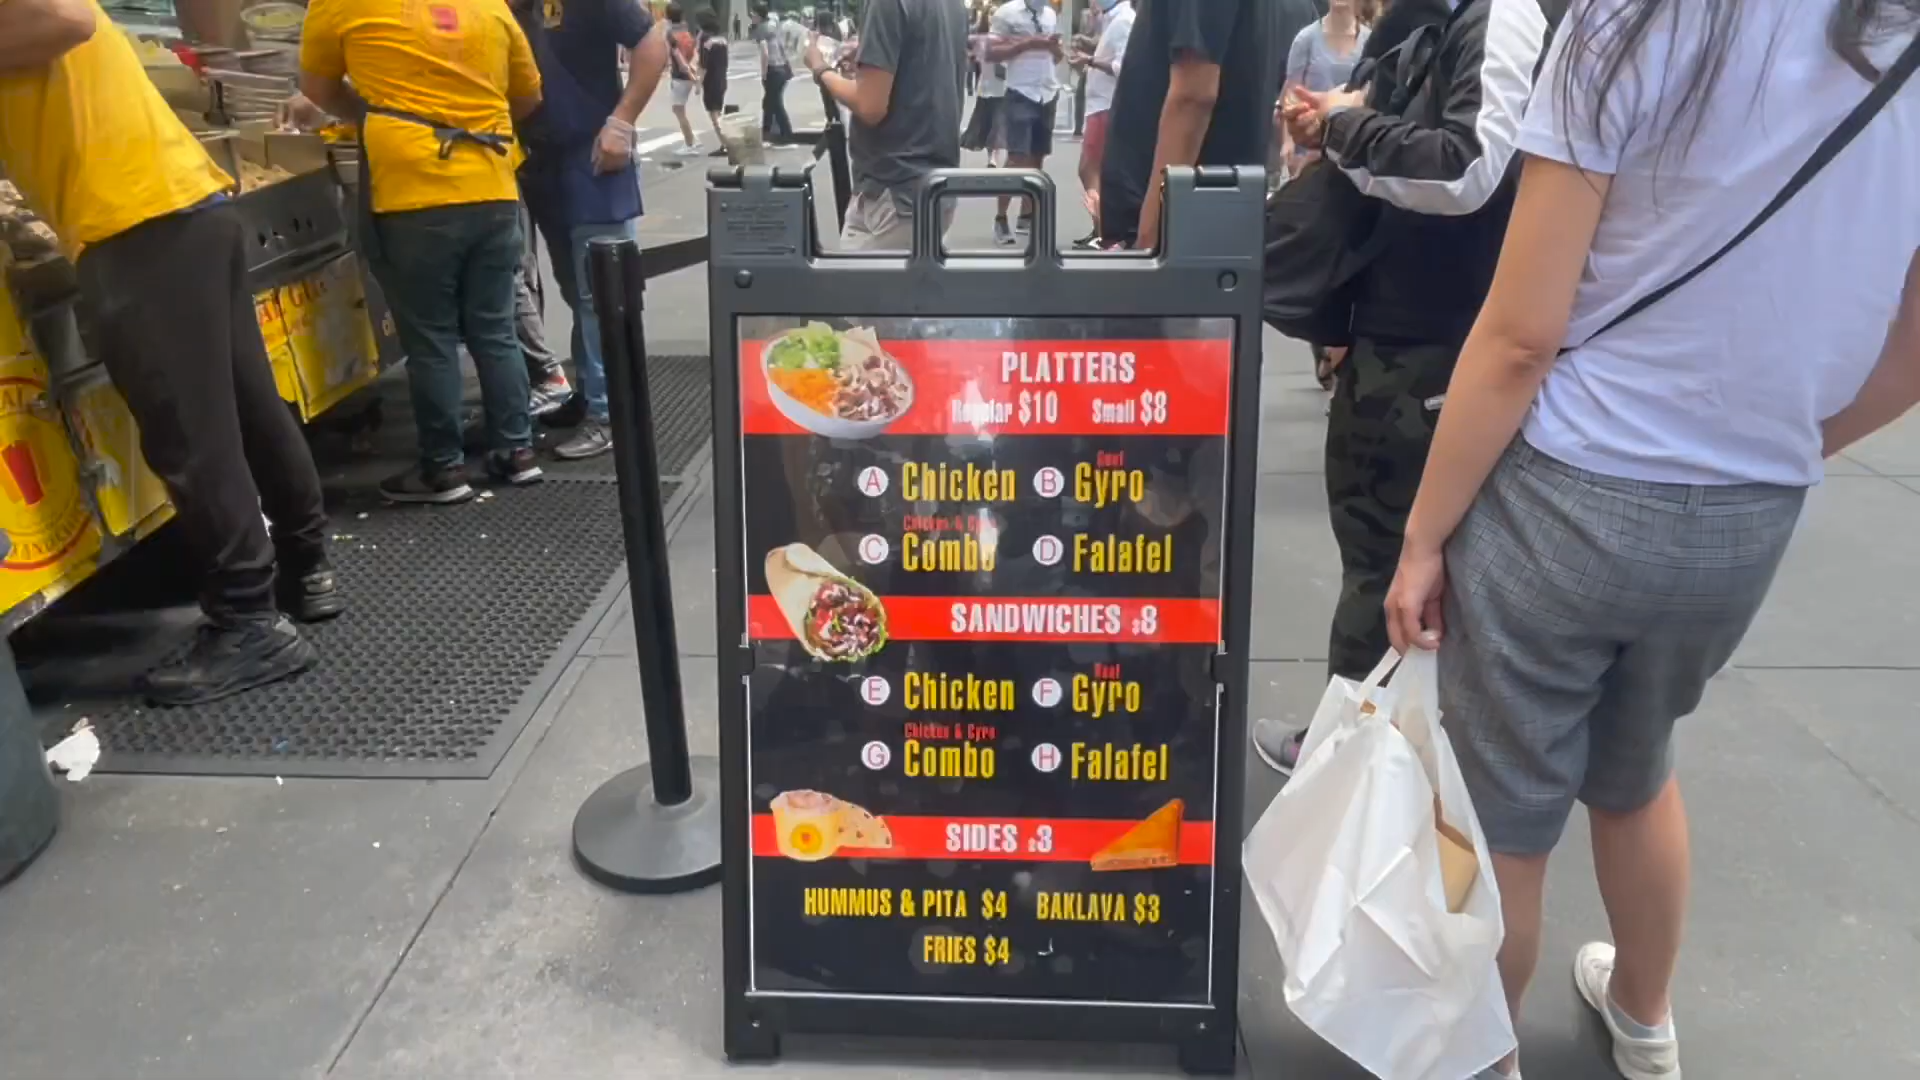 PLATTERS
Regular $10 Small $8
A Chicken B Beef Gyro
Chicken & Gyro
C Combo D Falafel
SANDWICHES $8
Beef
E Chicken F Gyro
Chicken & Gyro
G Combo H Falafel
SIDES $3
HUMMUS & PITA $4 BAKLAVA $3
FRIES $4